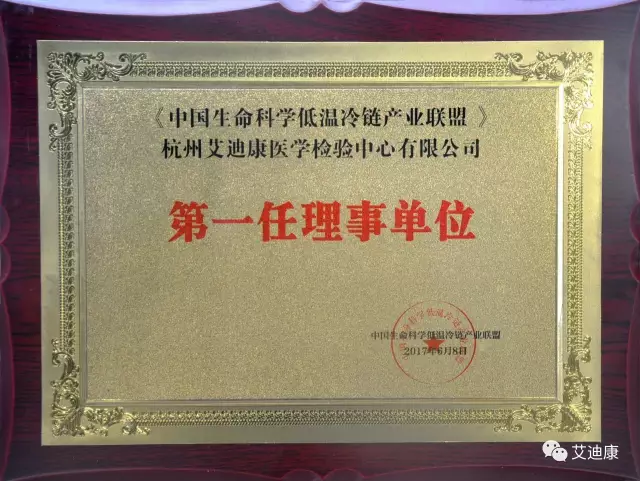 《中国生命科学低温冷链产业联盟》
杭州艾迪康医学检验中心有限公司
第一任理事单位
中国生命科学低温冷链产业联盟
2017年6月8日
艾迪康